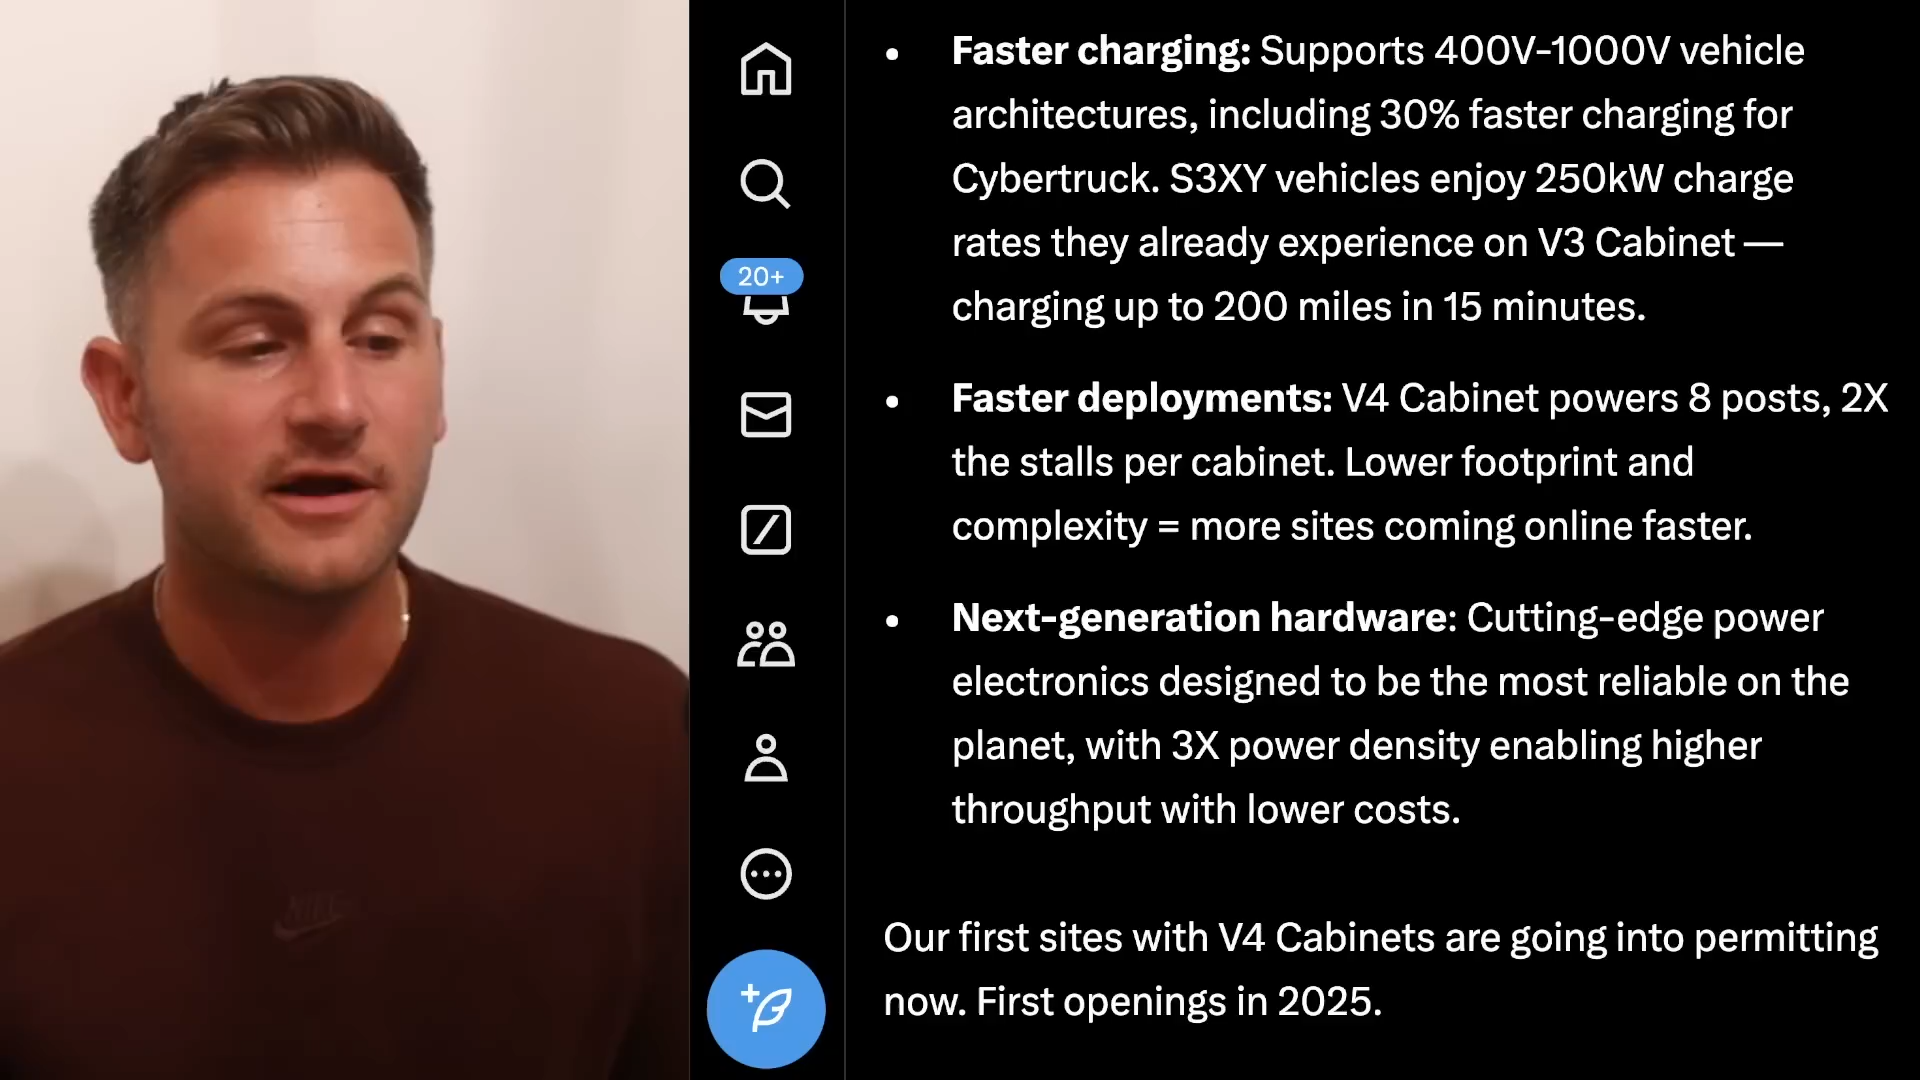 • Faster charging: Supports 400V-1000V vehicle
architectures, including 30% faster charging for
Cybertruck. S3XY vehicles enjoy 250kW charge
rates they already experience on V3 Cabinet —
charging up to 200 miles in 15 minutes.
• Faster deployments: V4 Cabinet powers 8 posts, 2X
the stalls per cabinet. Lower footprint and
complexity = more sites coming online faster.
• Next-generation hardware: Cutting-edge power
electronics designed to be the most reliable on the
planet, with 3X power density enabling higher
throughput with lower costs.
Our first sites with V4 Cabinets are going into permitting
now. First openings in 2025.
20+
NIKE